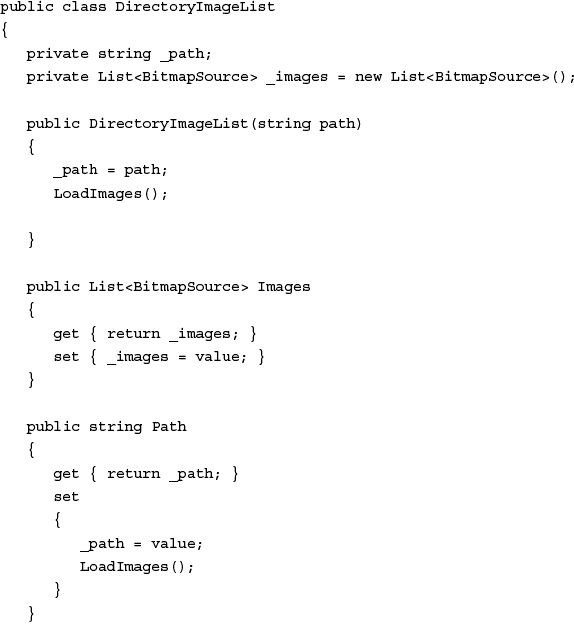 public class DirectoryImageList
{
   private string _path;
   private List<BitmapSource> _images = new List<BitmapSource>();

   public DirectoryImageList(string path)
   {
      _path = path;
      LoadImages();

   }

   public List<BitmapSource> Images
   {
      get { return _images; }
      set { _images = value; }
   }

   public string Path
   {
      get { return _path; }
      set
      {
         _path = value;
         LoadImages();
      }
   }